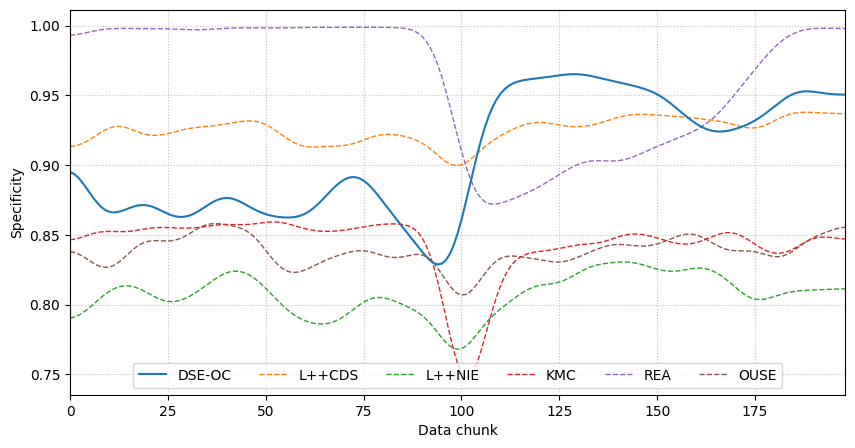 1.00
0.95
0.90
0.85
0.80
0.75
Specificity
DSE-OC L++CDS L++NIE KMC REA OUSE
0 25 50 75 100 125 150 175
Data chunk